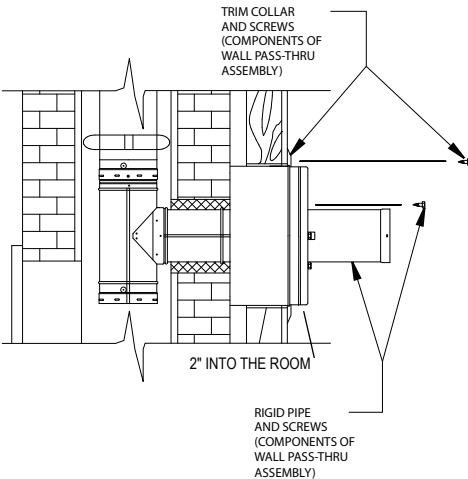 TRIM COLLAR
AND SCREWS
(COMPONENTS OF
WALL PASS-THRU
ASSEMBLY)
2" INTO THE ROOM
RIGID PIPE
AND SCREWS
(COMPONENTS OF
WALL PASS-THRU
ASSEMBLY)